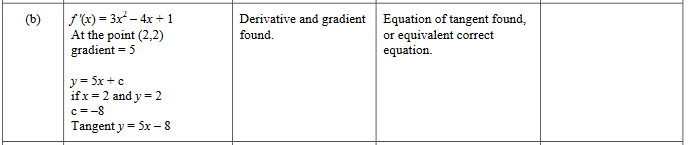 (b)
f '(x) = 3x² – 4x + 1
At the point (2,2)
gradient = 5
y = 5x + c
if x = 2 and y = 2
c = –8
Tangent y = 5x – 8
Derivative and gradient
found.
Equation of tangent found,
or equivalent correct
equation.